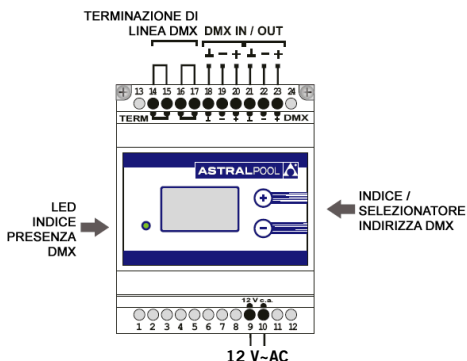 TERMINAZIONE DI
LINEA DMX DMX IN / OUT
⊥ − + ⊥ − +
13 14 15 16 17 18 19 20 21 22 23 24
TERM ⊥ − + ⊥ − + DMX
ASTRALPOOL
+
−
LED
INDICE
PRESENZA
DMX
INDICE /
SELEZIONATORE
INDIRIZZA DMX
12 V c.a.
1 2 3 4 5 6 7 8 9 10 11 12
12 V~AC